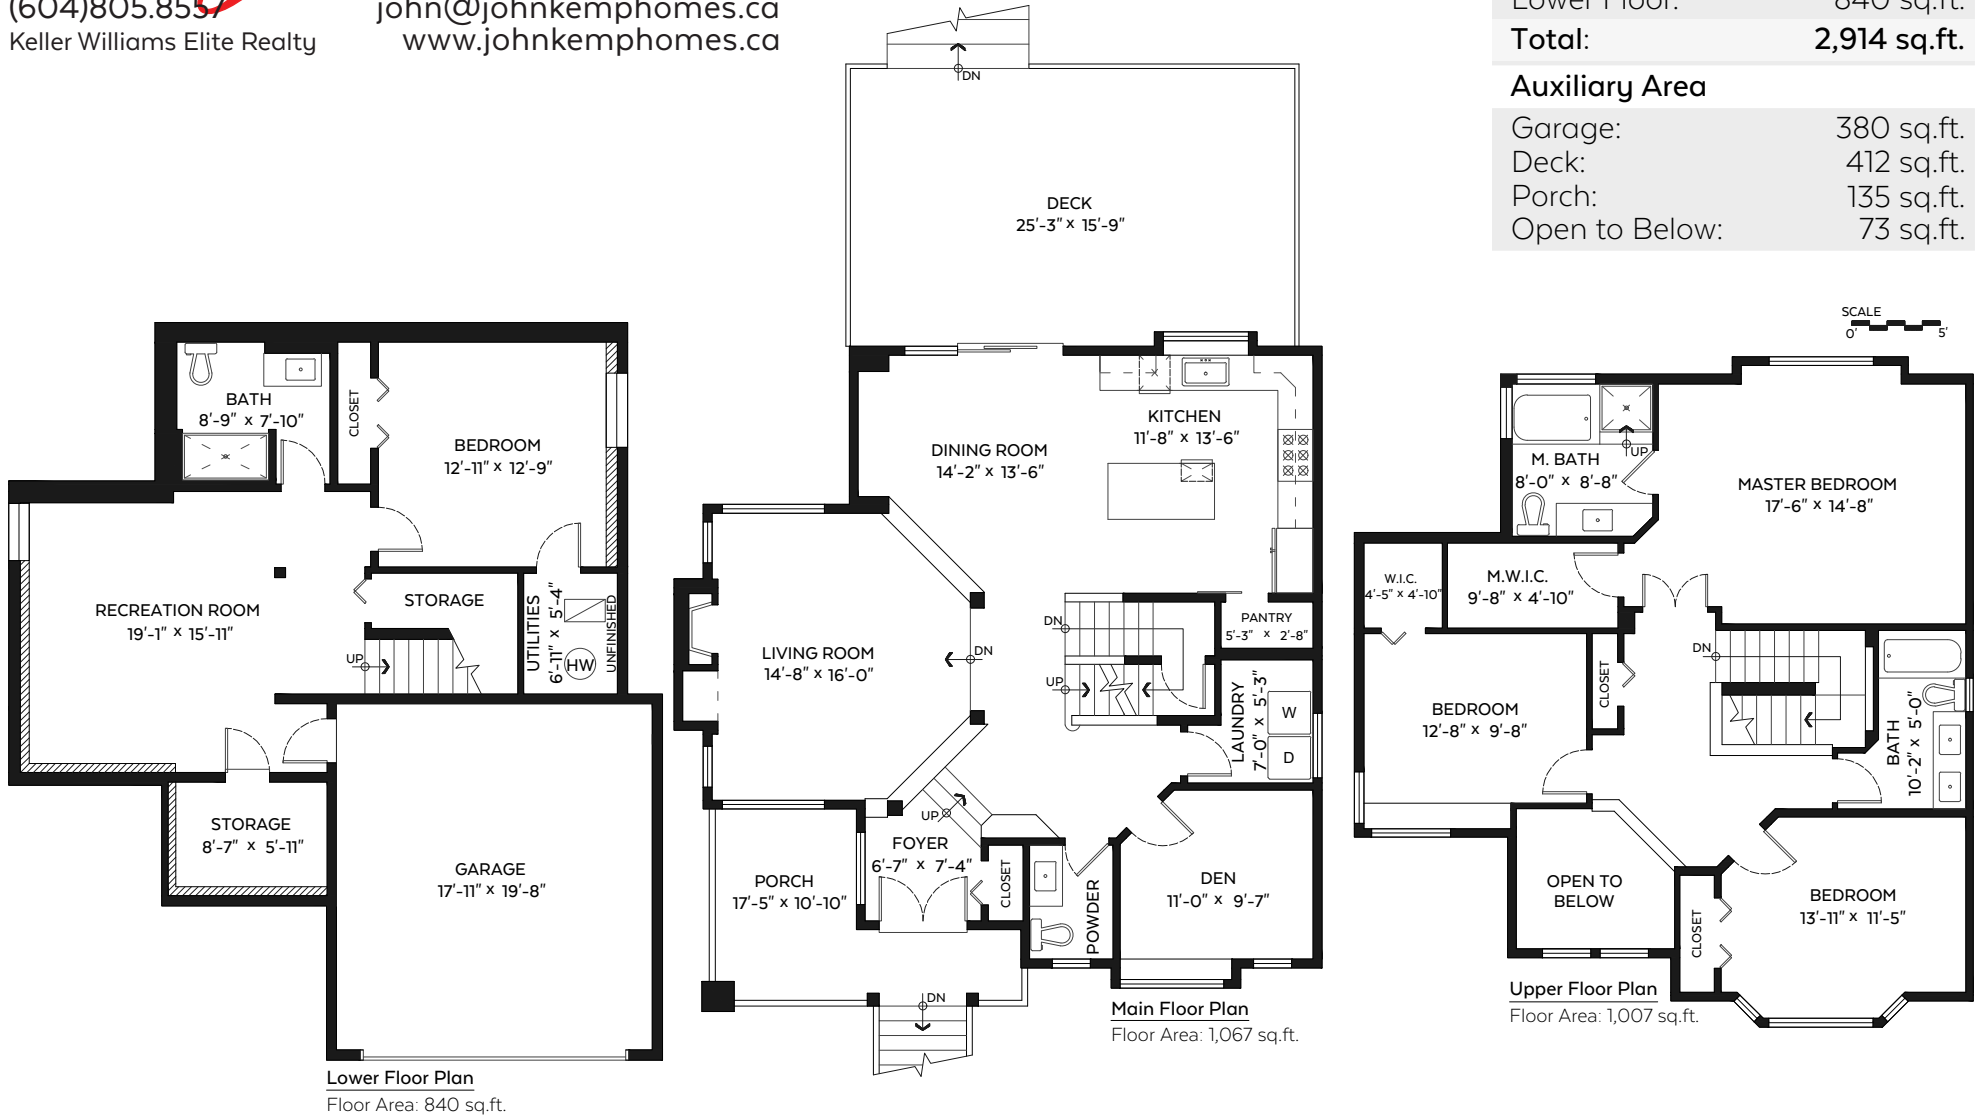 (604)805.8557
Keller Williams Elite Realty
john@johnkemphomes.ca
www.johnkemphomes.ca
Lower Floor: 840 sq.ft.
Total: 2,914 sq.ft.
Auxiliary Area
Garage: 380 sq.ft.
Deck: 412 sq.ft.
Porch: 135 sq.ft.
Open to Below: 73 sq.ft.
SCALE
0' 5'
BATH
8'-9" x 7'-10"
CLOSET
BEDROOM
12'-11" x 12'-9"
RECREATION ROOM
19'-1" x 15'-11"
STORAGE
UP
UTILITIES
6'-11" x 5'-4"
UNFINISHED
HW
STORAGE
8'-7" x 5'-11"
GARAGE
17'-11" x 19'-8"
Lower Floor Plan
Floor Area: 840 sq.ft.
DN
DECK
25'-3" x 15'-9"
KITCHEN
11'-8" x 13'-6"
DINING ROOM
14'-2" x 13'-6"
PANTRY
5'-3" x 2'-8"
DN
LIVING ROOM
14'-8" x 16'-0"
DN
UP
LAUNDRY
7'-0" x 5'-3"
W
D
UP
FOYER
6'-7" x 7'-4"
CLOSET
PORCH
17'-5" x 10'-10"
POWDER
DEN
11'-0" x 9'-7"
DN
Main Floor Plan
Floor Area: 1,067 sq.ft.
M. BATH
8'-0" x 8'-8"
UP
MASTER BEDROOM
17'-6" x 14'-8"
W.I.C.
4'-5" x 4'-10"
M.W.I.C.
9'-8" x 4'-10"
DN
CLOSET
BEDROOM
12'-8" x 9'-8"
BATH
10'-2" x 5'-0"
OPEN TO
BELOW
CLOSET
BEDROOM
13'-11" x 11'-5"
Upper Floor Plan
Floor Area: 1,007 sq.ft.